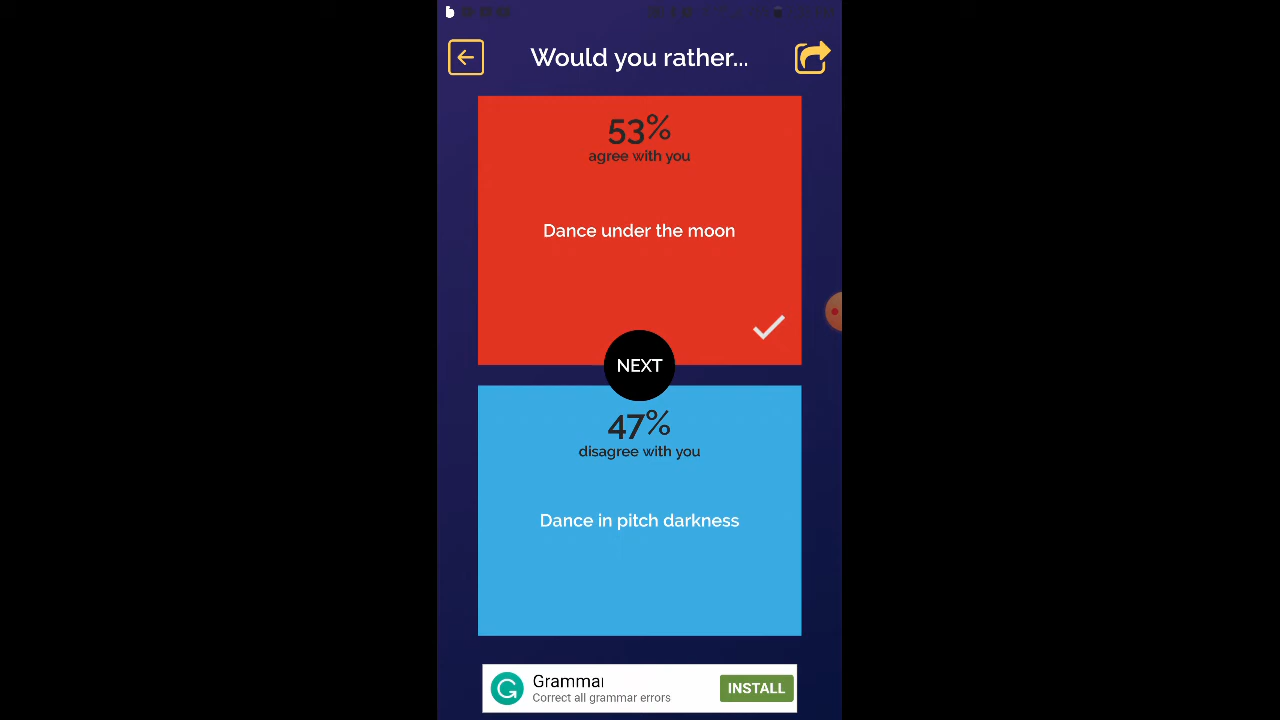 Would you rather...
53%
agree with you
Dance under the moon
NEXT
47%
disagree with you
Dance in pitch darkness
Grammar
Correct all grammar errors
INSTALL